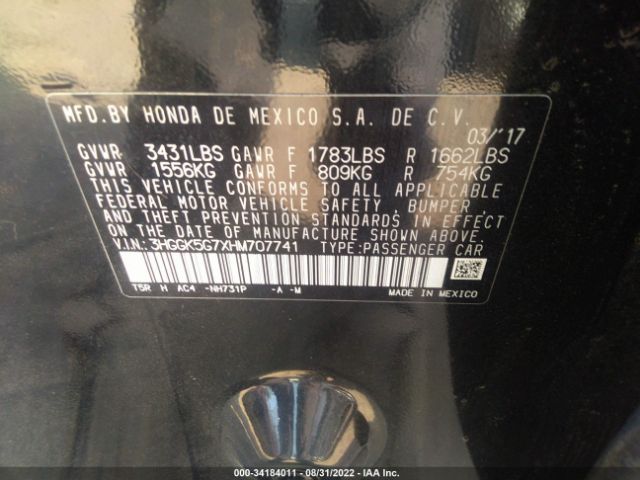 MFD.BY HONDA DE MEXICO S.A. DE C.V.
03/'17
GVWR 3431LBS GAWR F 1783LBS R 1662LBS
GVWR 1556KG GAWR F 809KG R 754KG
THIS VEHICLE CONFORMS TO ALL APPLICABLE
FEDERAL MOTOR VEHICLE SAFETY, BUMPER
AND THEFT PREVENTION STANDARDS IN EFFECT
ON THE DATE OF MANUFACTURE SHOWN ABOVE.
V.I.N.:3HGGK5G7XHM707741 TYPE:PASSENGER CAR
T5R H AC4 -NH731P -A -M MADE IN MEXICO
000-34184011 - 08/31/2022 - IAA Inc.